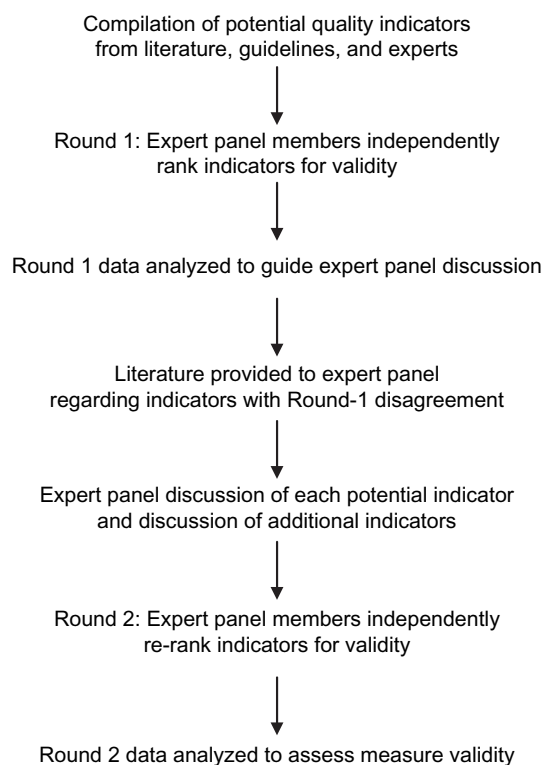 Compilation of potential quality indicators
from literature, guidelines, and experts
Round 1: Expert panel members independently
rank indicators for validity
Round 1 data analyzed to guide expert panel discussion
Literature provided to expert panel
regarding indicators with Round-1 disagreement
Expert panel discussion of each potential indicator
and discussion of additional indicators
Round 2: Expert panel members independently
re-rank indicators for validity
Round 2 data analyzed to assess measure validity